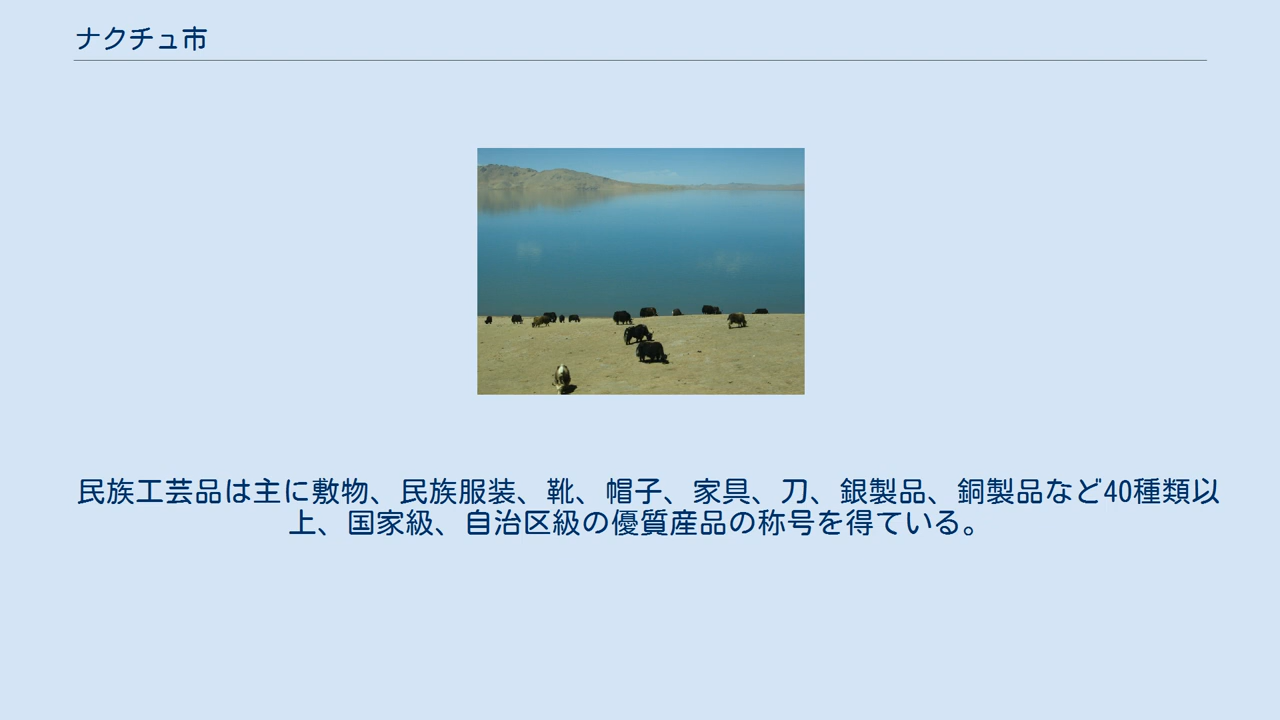 ナクチュ市
民族工芸品は主に敷物、民族服装、靴、帽子、家具、刀、銀製品、銅製品など40種類以
上、国家級、自治区級の優質産品の称号を得ている。